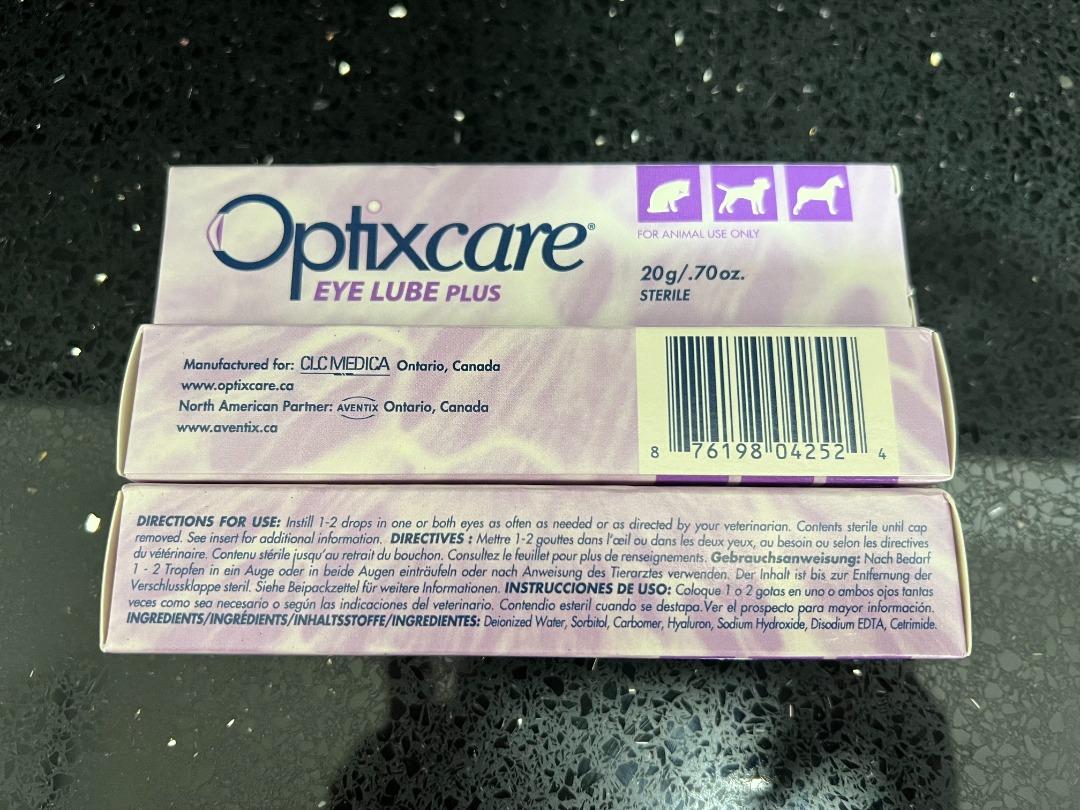 Optixcare®
EYE LUBE PLUS
FOR ANIMAL USE ONLY
20g/.70oz.
STERILE
Manufactured for: CLC MEDICA Ontario, Canada
www.optixcare.ca
North American Partner: AVENTIX Ontario, Canada
www.aventix.ca
8 76198 04252 4
DIRECTIONS FOR USE: Instill 1-2 drops in one or both eyes as often as needed or as directed by your veterinarian. Contents sterile until cap
removed. See insert for additional information. DIRECTIVES : Mettre 1-2 gouttes dans l'œil ou dans les deux yeux, au besoin ou selon les directives
du vétérinaire. Contenu stérile jusqu'au retrait du bouchon. Consultez le feuillet pour plus de renseignements. Gebrauchsanweisung: Nach Bedarf
1 - 2 Tropfen in ein Auge oder in beide Augen einträufeln oder nach Anweisung des Tierarztes verwenden. Der Inhalt ist bis zur Entfernung der
Verschlussklappe steril. Siehe Beipackzettel für weitere Informationen. INSTRUCCIONES DE USO: Coloque 1 o 2 gotas en uno o ambos ojos tantas
veces como sea necesario o según las indicaciones del veterinario. Contendio esteril cuando se destapa. Ver el prospecto para mayor información.
INGREDIENTS/INGRÉDIENTS/INHALTSSTOFFE/INGREDIENTES: Deionized Water, Sorbitol, Carbomer, Hyaluron, Sodium Hydroxide, Disodium EDTA, Cetrimide.